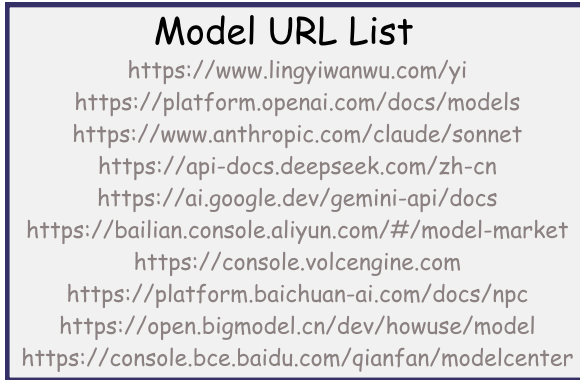 Model URL List
https://www.lingyiwanwu.com/yi
https://platform.openai.com/docs/models
https://www.anthropic.com/claude/sonnet
https://api-docs.deepseek.com/zh-cn
https://ai.google.dev/gemini-api/docs
https://bailian.console.aliyun.com/#/model-market
https://console.volcengine.com
https://platform.baichuan-ai.com/docs/npc
https://open.bigmodel.cn/dev/howuse/model
https://console.bce.baidu.com/qianfan/modelcenter